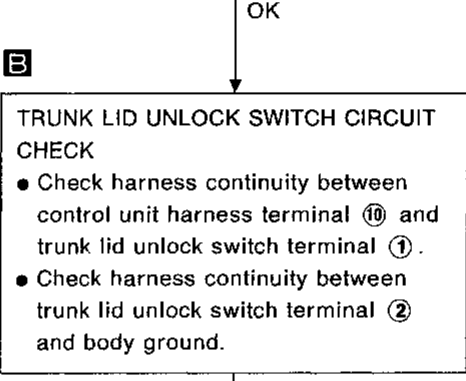 OK
B
TRUNK LID UNLOCK SWITCH CIRCUIT
CHECK
● Check harness continuity between
control unit harness terminal ⑩ and
trunk lid unlock switch terminal ① .
● Check harness continuity between
trunk lid unlock switch terminal ②
and body ground.